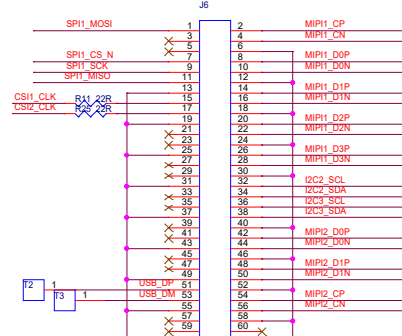 J6
SPI1_MOSI 1 2 MIPI1_CP
3 4 MIPI1_CN
5 6
SPI1_CS_N 7 8 MIPI1_D0P
SPI1_SCK 9 10 MIPI1_D0N
SPI1_MISO 11 12
13 14 MIPI1_D1P
CSI1_CLK R11 22R 15 16 MIPI1_D1N
CSI2_CLK 22R 17 18
19 20 MIPI1_D2P
21 22 MIPI1_D2N
23 24
25 26 MIPI1_D3P
27 28 MIPI1_D3N
29 30
31 32 I2C2_SCL
33 34 I2C2_SDA
35 36 I2C3_SCL
37 38 I2C3_SDA
39 40
41 42 MIPI2_D0P
43 44 MIPI2_D0N
45 46
47 48 MIPI2_D1P
49 50 MIPI2_D1N
T2 1 USB_DP 51 52
T3 1 USB_DM 53 54 MIPI2_CP
55 56 MIPI2_CN
57 58
59 60